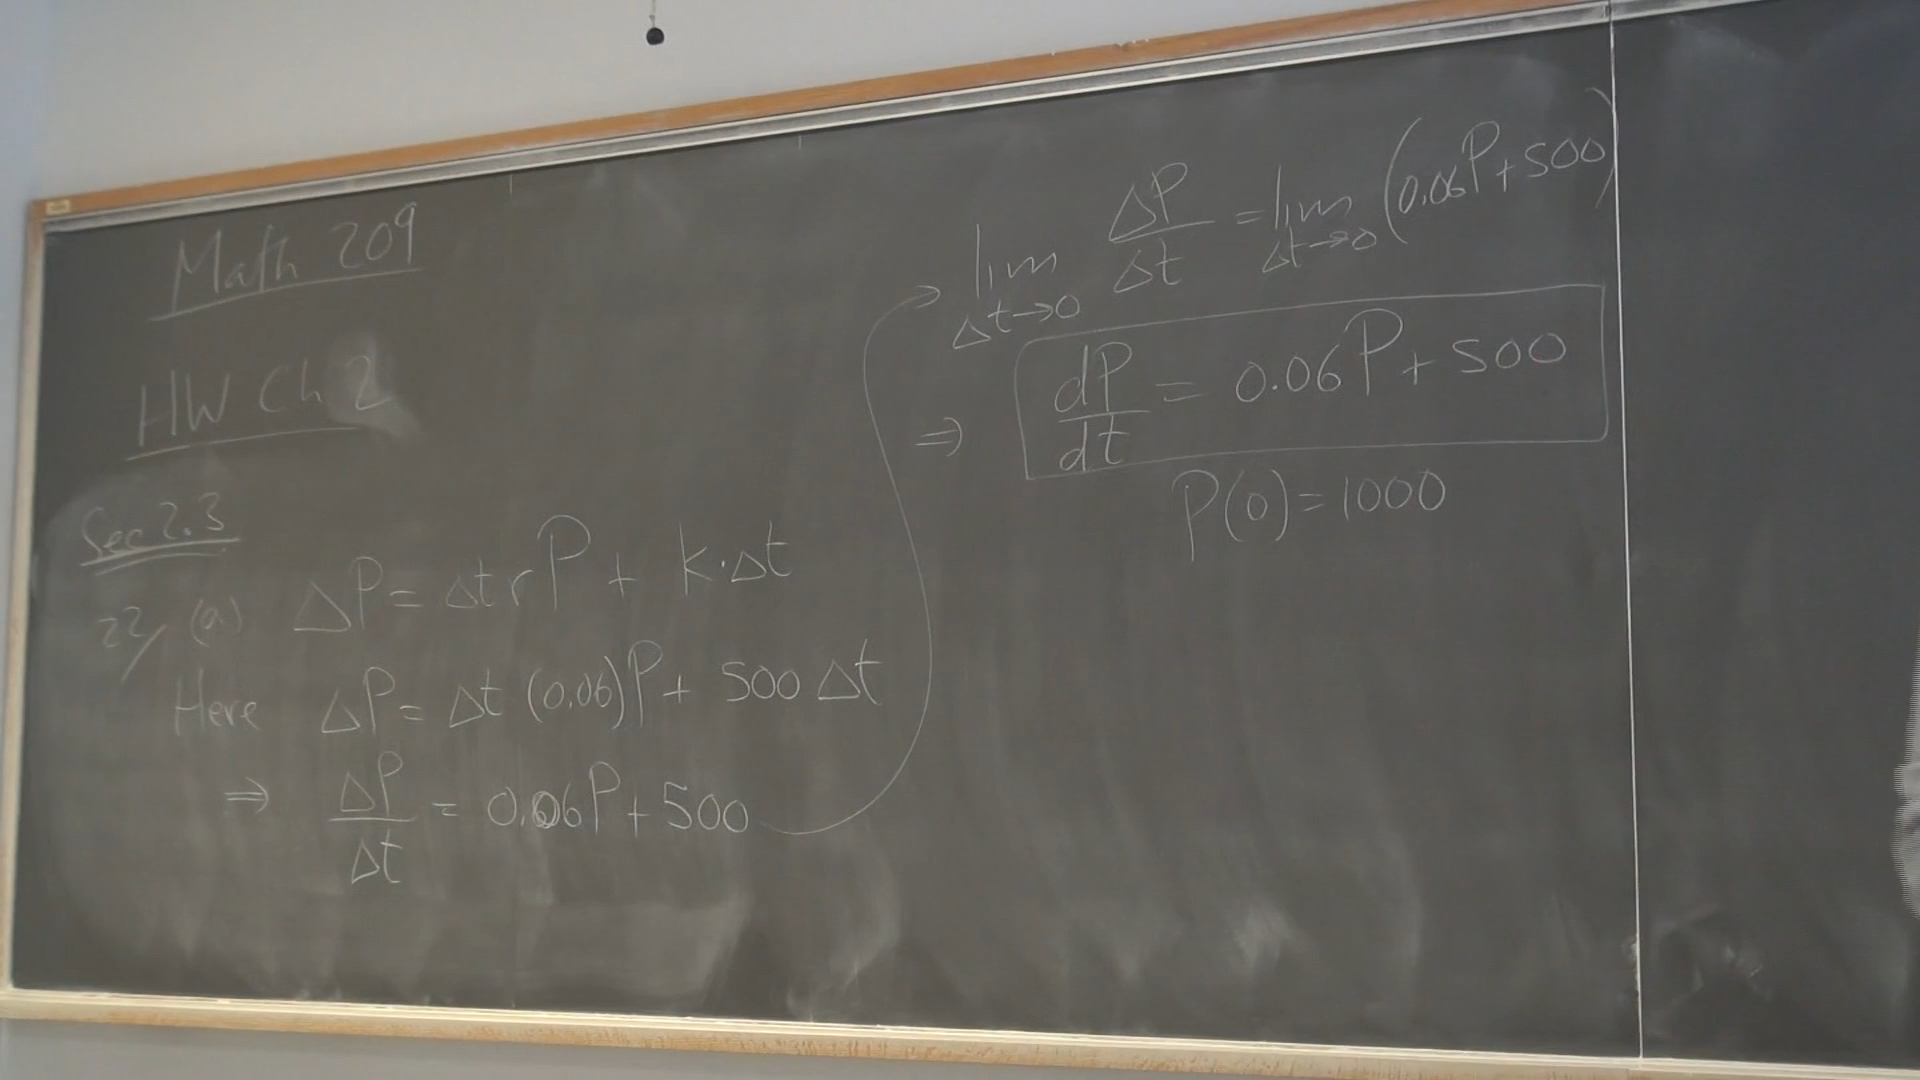 Math 209
HW Ch 2
Sec 2.3
22/ (a) ΔP = Δt r P + k·Δt
Here ΔP = Δt (0.06)P + 500 Δt
⇒ ΔP/Δt = 0.06P + 500
lim Δt→0 ΔP/Δt = lim Δt→0 (0.06P + 500)
⇒ dP/dt = 0.06P + 500
P(0) = 1000